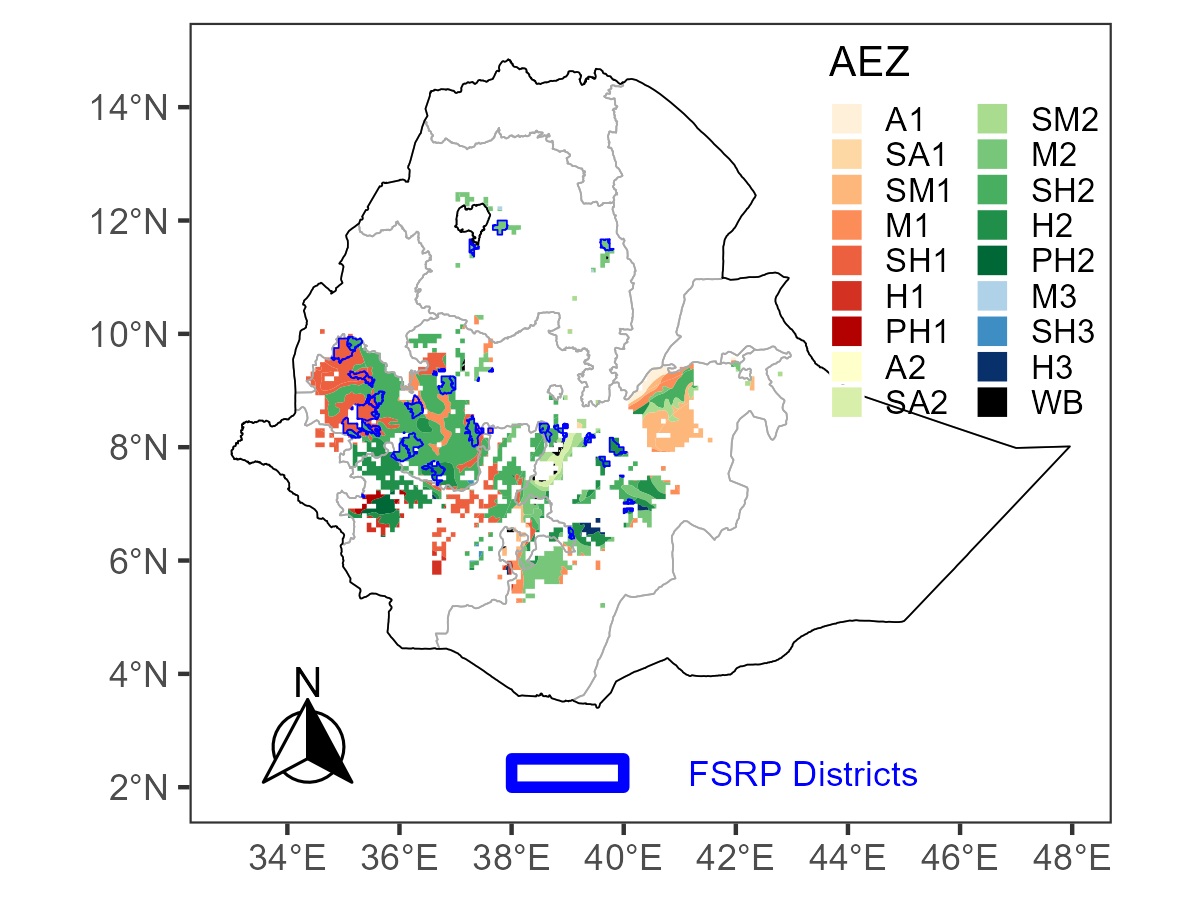 AEZ
A1 SM2
SA1 M2
SM1 SH2
M1 H2
SH1 PH2
H1 M3
PH1 SH3
A2 H3
SA2 WB
14°N
12°N
10°N
8°N
6°N
4°N
2°N
N
FSRP Districts
34°E 36°E 38°E 40°E 42°E 44°E 46°E 48°E